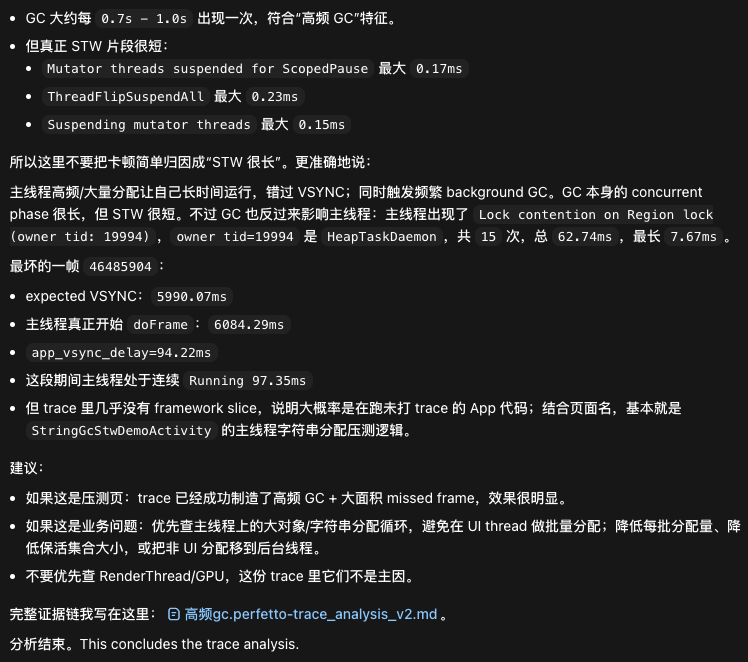 • GC 大约每 0.7s – 1.0s 出现一次，符合“高频 GC”特征。
• 但真正 STW 片段很短：
• Mutator threads suspended for ScopedPause 最大 0.17ms
• ThreadFlipSuspendAll 最大 0.23ms
• Suspending mutator threads 最大 0.15ms
所以这里不要把卡顿简单归因成“STW 很长”。更准确地说：
主线程高频/大量分配让自己长时间运行，错过 VSYNC；同时触发频繁 background GC。GC 本身的 concurrent
phase 很长，但 STW 很短。不过 GC 也反过来影响主线程：主线程出现了 Lock contention on Region lock
(owner tid: 19994)，owner tid=19994 是 HeapTaskDaemon，共 15 次，总 62.74ms，最长 7.67ms。
最坏的一帧 46485904：
• expected VSYNC：5990.07ms
• 主线程真正开始 doFrame：6084.29ms
• app_vsync_delay=94.22ms
• 这段期间主线程处于连续 Running 97.35ms
• 但 trace 里几乎没有 framework slice，说明大概率是在跑未打 trace 的 App 代码；结合页面名，基本就是
StringGcStwDemoActivity 的主线程字符串分配压测逻辑。
建议：
• 如果这是压测页：trace 已经成功制造了高频 GC + 大面积 missed frame，效果很明显。
• 如果这是业务问题：优先查主线程上的大对象/字符串分配循环，避免在 UI thread 做批量分配；降低每批分配量、降
低保活集合大小，或把非 UI 分配移到后台线程。
• 不要优先查 RenderThread/GPU，这份 trace 里它们不是主因。
完整证据链我写在这里：高频gc.perfetto-trace_analysis_v2.md。
分析结束。This concludes the trace analysis.